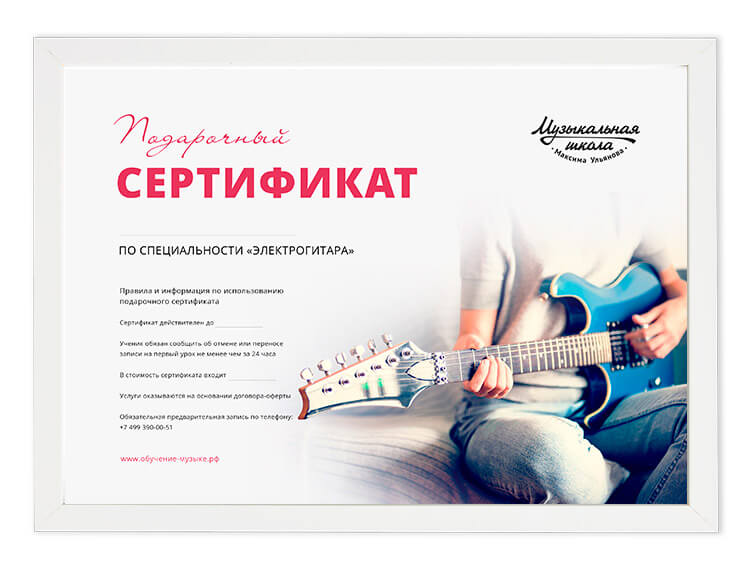 Подарочный
СЕРТИФИКАТ
Музыкальная
школа
• Максима Ульянова •
ПО СПЕЦИАЛЬНОСТИ «ЭЛЕКТРОГИТАРА»
Правила и информация по использованию
подарочного сертификата
Сертификат действителен до
Ученик обязан сообщить об отмене или переносе
записи на первый урок не менее чем за 24 часа
В стоимость сертификата входит
Услуги оказываются на основании договора-оферты
Обязательная предварительная запись по телефону:
+7 499 390-00-51
www.обучение-музыке.рф